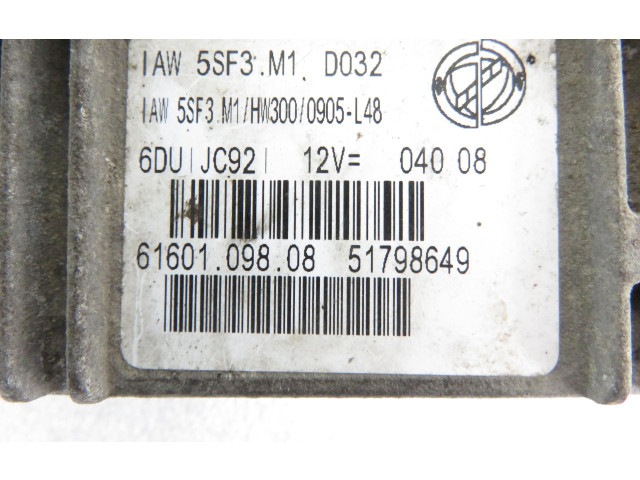 IAW 5SF3.M1 D032
IAW 5SF3.M1/HW300/0905-L48
6DU|JC92| 12V= 040 08
61601.098.08 51798649